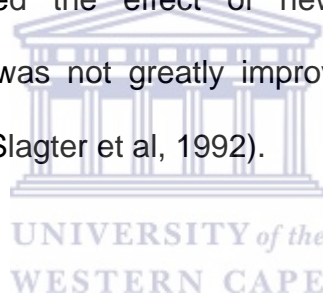 ed the effect of new
was not greatly improv
Slagter et al, 1992).
UNIVERSITY of the
WESTERN CAPE